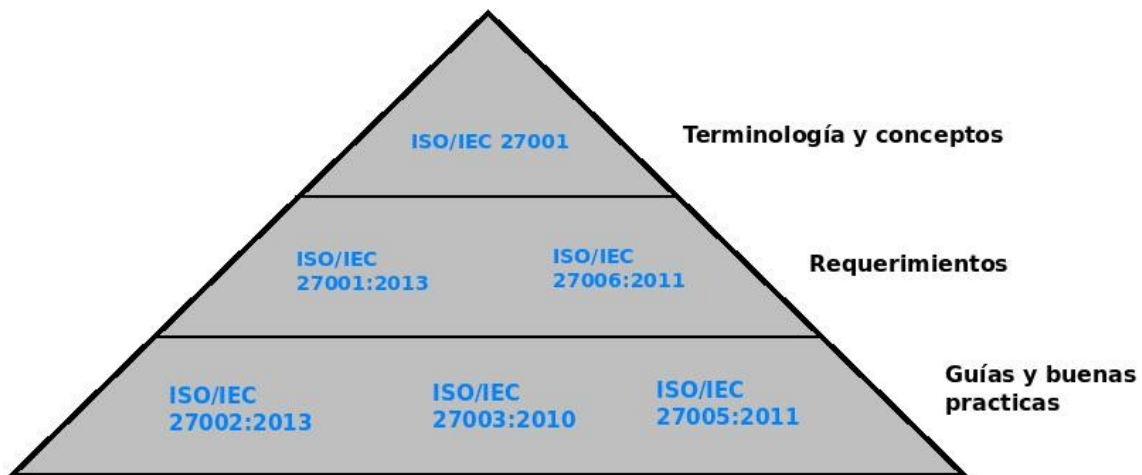 ISO/IEC 27001
Terminología y conceptos
ISO/IEC
27001:2013
ISO/IEC
27006:2011
Requerimientos
ISO/IEC
27002:2013
ISO/IEC
27003:2010
ISO/IEC
27005:2011
Guías y buenas
practicas